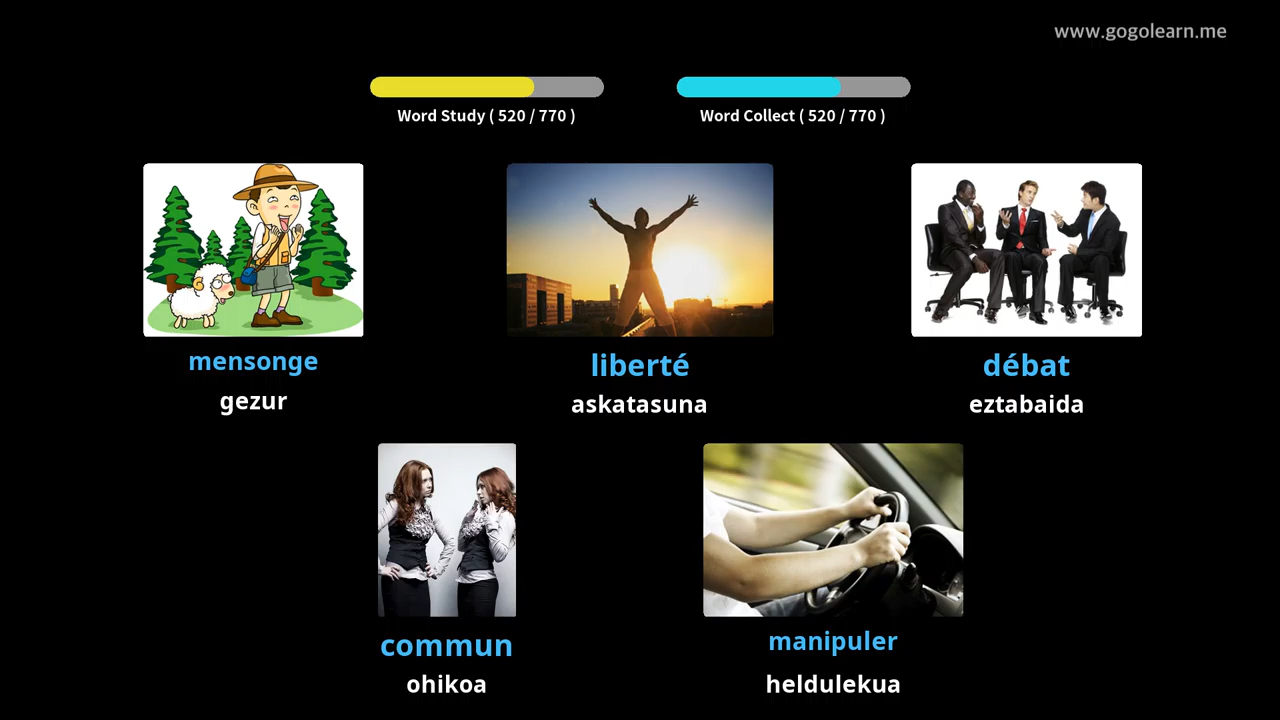 www.gogolearn.me
Word Study ( 520 / 770 )
Word Collect ( 520 / 770 )
mensonge
gezur
liberté
askatasuna
débat
eztabaida
commun
ohikoa
manipuler
heldulekua